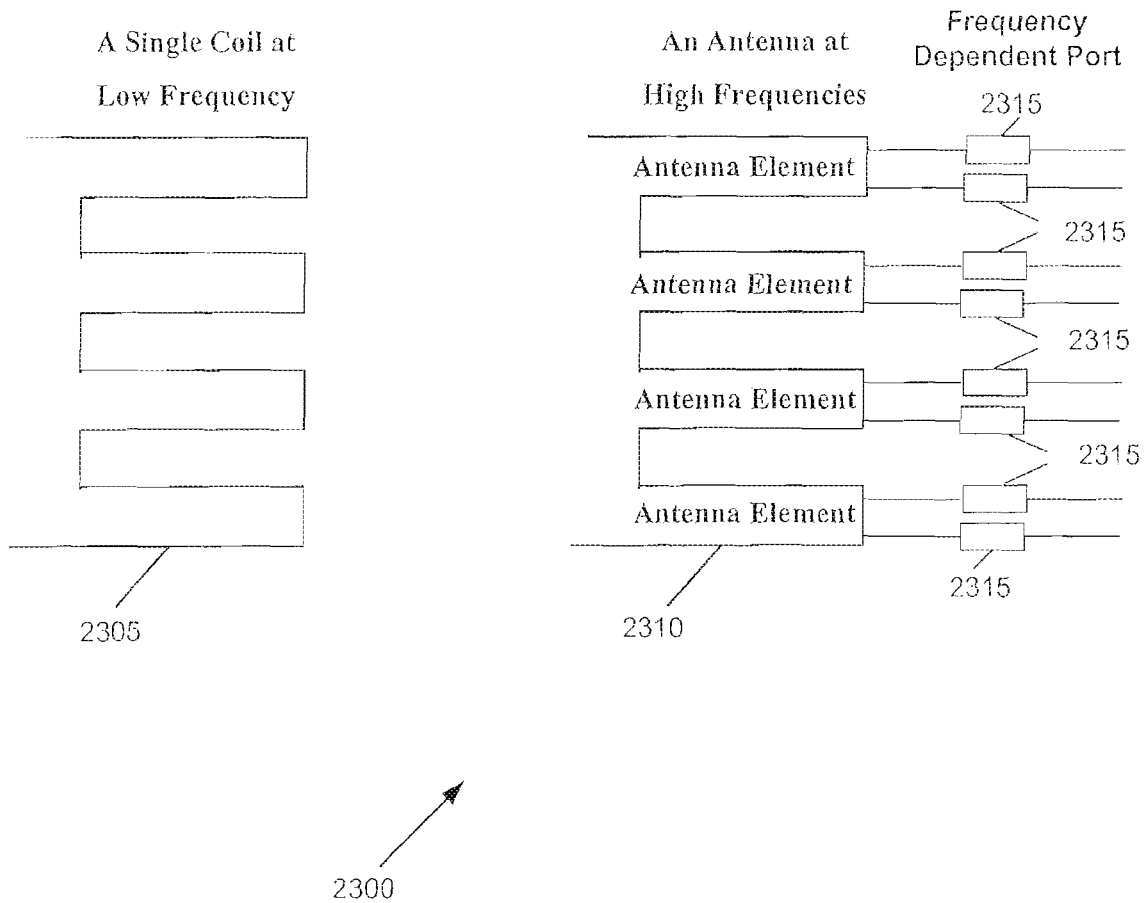 A Single Coil at
Low Frequency
An Antenna at
High Frequencies
Frequency
Dependent Port
2315
Antenna Element
2315
Antenna Element
2315
Antenna Element
2315
Antenna Element
2315
2305
2310
2300